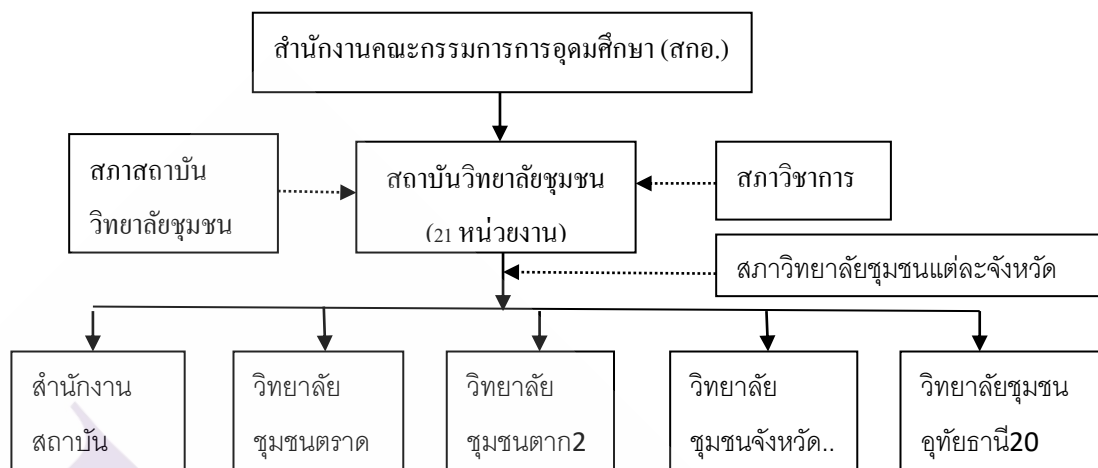 สำนักงานคณะกรรมการการอุดมศึกษา (สกอ.)
สภาสถาบัน
วิทยาลัยชุมชน
สถาบันวิทยาลัยชุมชน
(21 หน่วยงาน)
สภาวิชาการ
สภาวิทยาลัยชุมชนแต่ละจังหวัด
สำนักงาน
สถาบัน
วิทยาลัย
ชุมชนตราด
วิทยาลัย
ชุมชนตาก2
วิทยาลัย
ชุมชนจังหวัด..
วิทยาลัยชุมชน
อุทัยธานี20